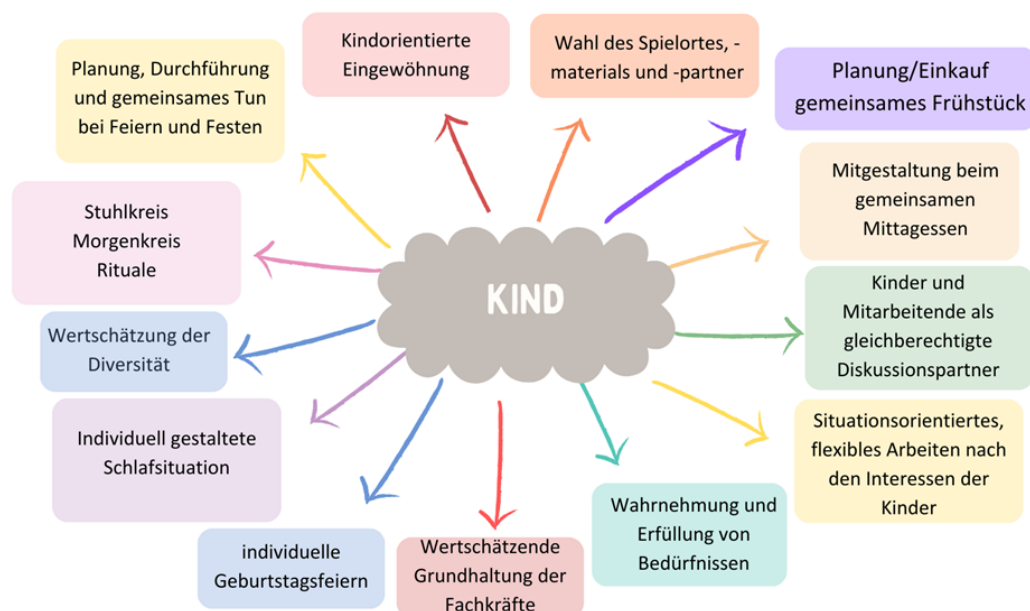 Kindorientierte
Eingewöhnung
Wahl des Spielortes, -
materials und -partner
Planung/Einkauf
gemeinsames Frühstück
Planung, Durchführung
und gemeinsames Tun
bei Feiern und Festen
Mitgestaltung beim
gemeinsamen
Mittagessen
Stuhlkreis
Morgenkreis
Rituale
KIND
Kinder und
Mitarbeitende als
gleichberechtigte
Diskussionspartner
Wertschätzung der
Diversität
Individuell gestaltete
Schlafsituation
Situationsorientiertes,
flexibles Arbeiten nach
den Interessen der
Kinder
individuelle
Geburtstagsfeiern
Wertschätzende
Grundhaltung der
Fachkräfte
Wahrnehmung und
Erfüllung von
Bedürfnissen